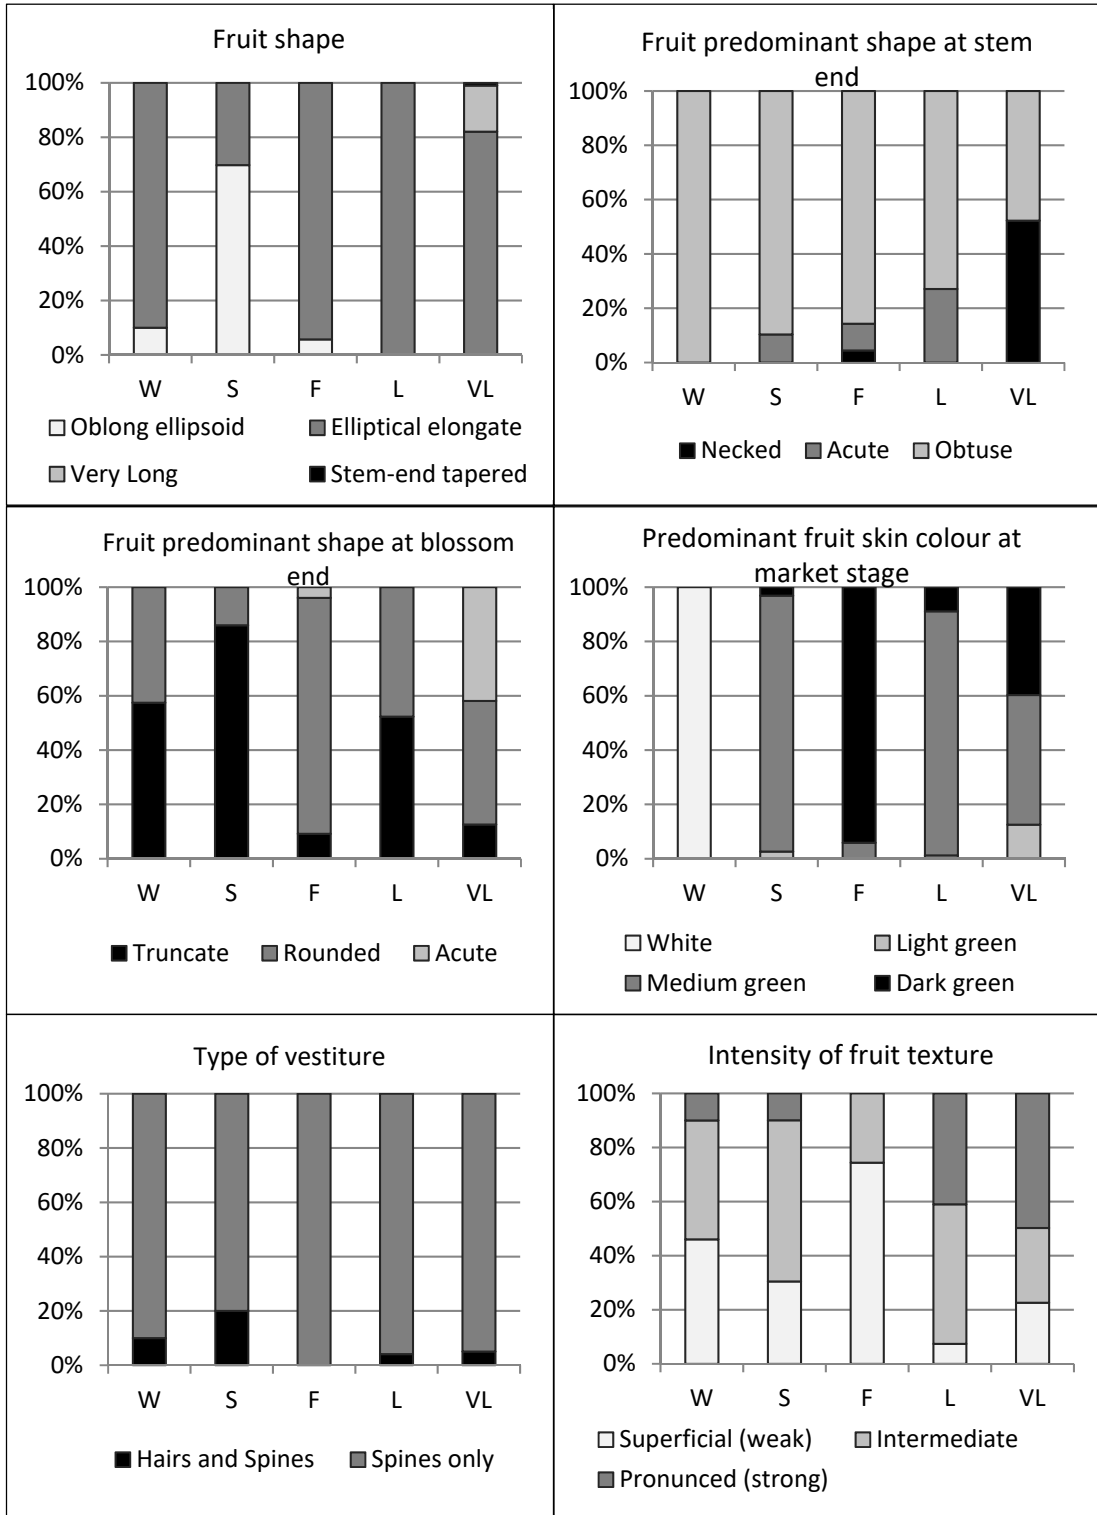 Fruit shape
100%
80%
60%
40%
20%
0%
W S F L VL
Oblong ellipsoid Elliptical elongate
Very Long Stem-end tapered
Fruit predominant shape at stem
end
100%
80%
60%
40%
20%
0%
W S F L VL
Necked Acute Obtuse
Fruit predominant shape at blossom
end
100%
80%
60%
40%
20%
0%
W S F L VL
Truncate Rounded Acute
Predominant fruit skin colour at
market stage
100%
80%
60%
40%
20%
0%
W S F L VL
White Light green
Medium green Dark green
Type of vestiture
100%
80%
60%
40%
20%
0%
W S F L VL
Hairs and Spines Spines only
Intensity of fruit texture
100%
80%
60%
40%
20%
0%
W S F L VL
Superficial (weak) Intermediate
Pronunced (strong)